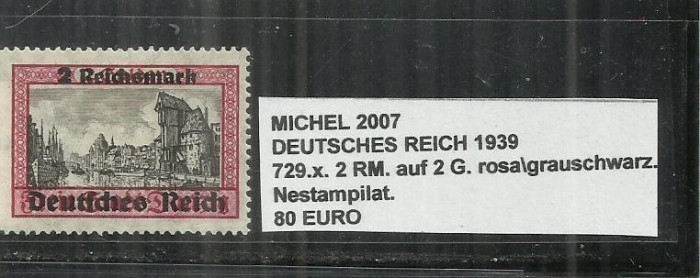 2 Reichsmark
Deutsches Reich
MICHEL 2007
DEUTSCHES REICH 1939
729.x. 2 RM. auf 2 G. rosa\grauschwarz.
Nestampilat.
80 EURO